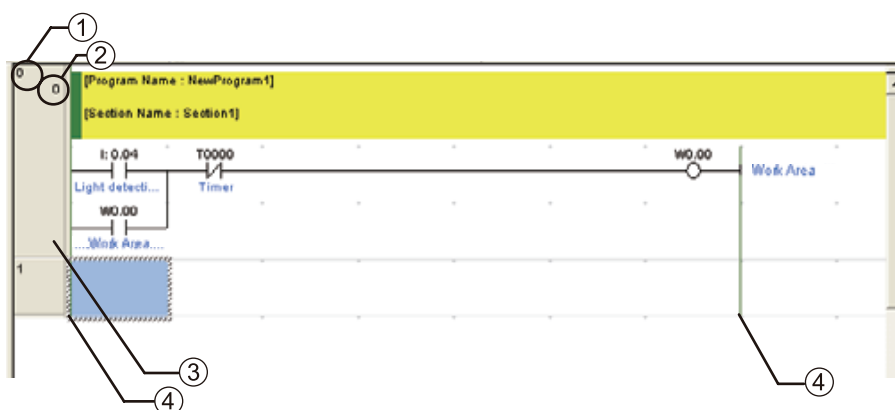 ①
②
0
0
[Program Name : NewProgram1]
[Section Name : Section1]
I: 0.04 T0000 W0.00
Light detecti... Timer Work Area
W0.00
....Work Area....
1
③
④ ④